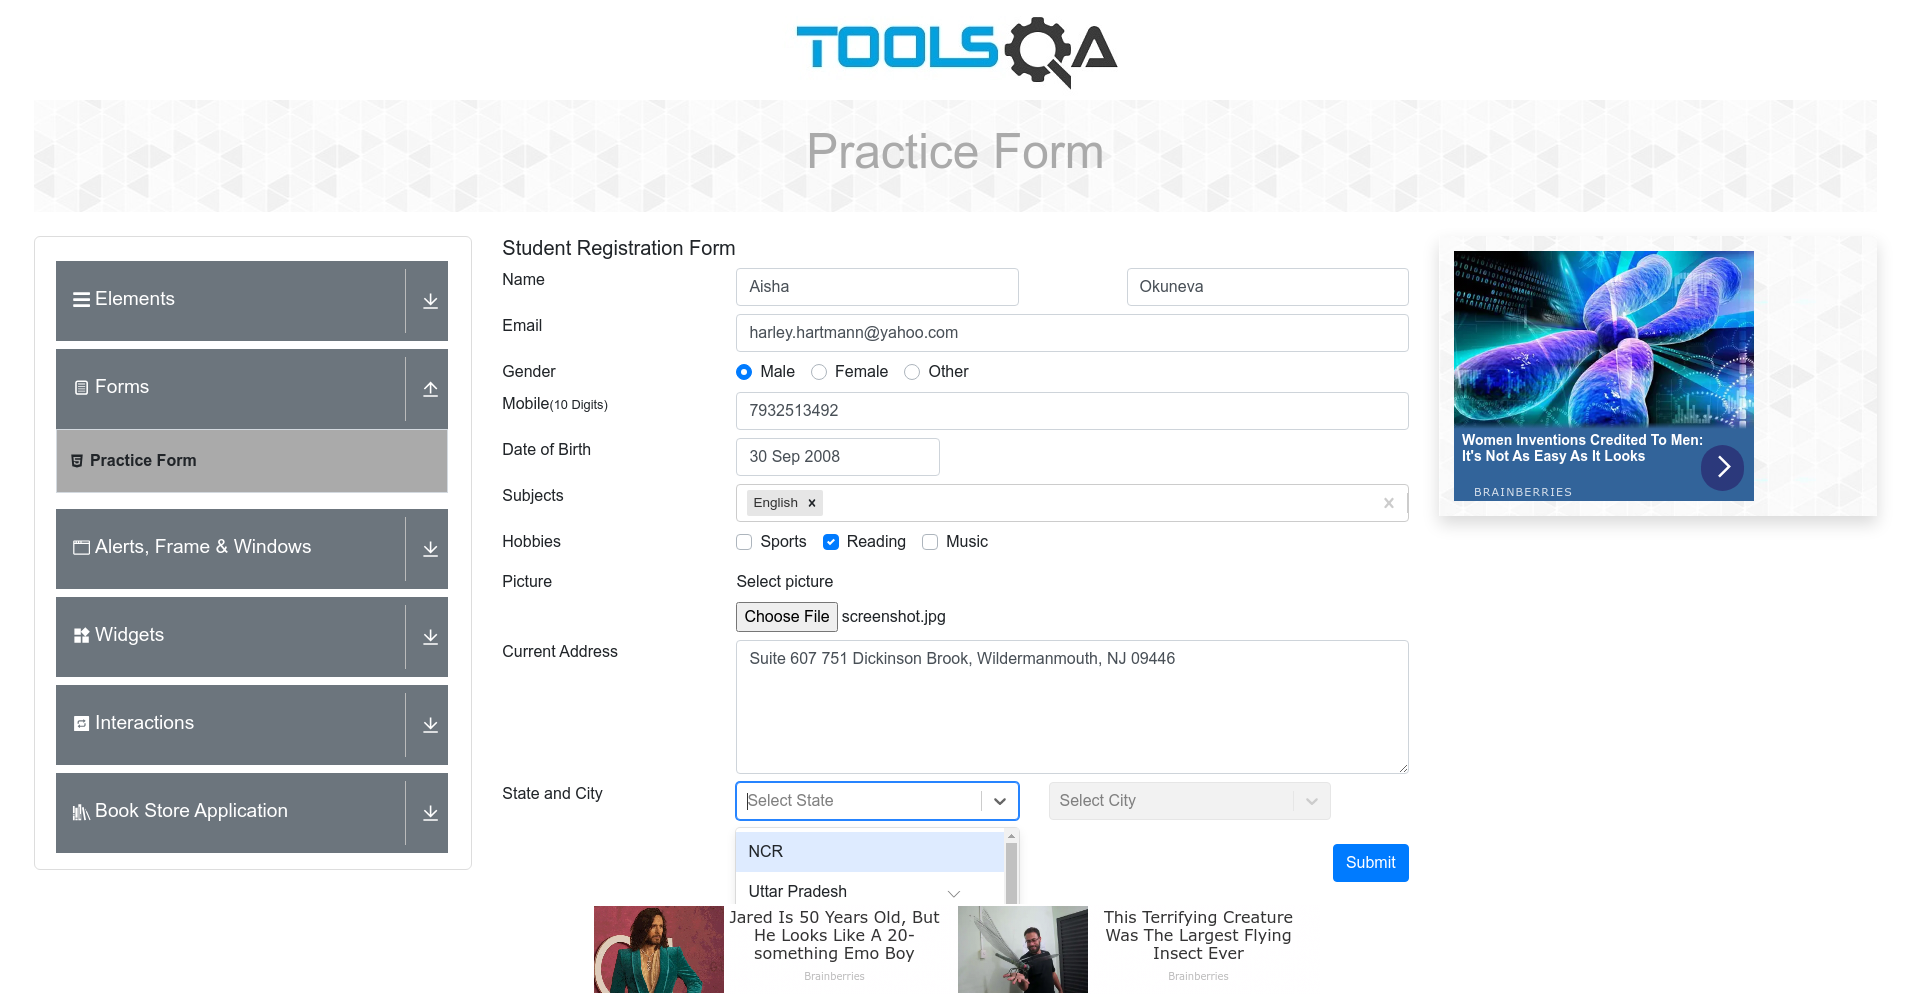 TOOLSQA
Practice Form
Elements
Forms
Practice Form
Alerts, Frame & Windows
Widgets
Interactions
Book Store Application
Student Registration Form
Name
Aisha
Okuneva
Email
harley.hartmann@yahoo.com
Gender
Male
Female
Other
Mobile(10 Digits)
7932513492
Date of Birth
30 Sep 2008
Subjects
English
Hobbies
Sports
Reading
Music
Picture
Select picture
Choose File screenshot.jpg
Current Address
Suite 607 751 Dickinson Brook, Wildermanmouth, NJ 09446
State and City
Select State
Select City
NCR
Uttar Pradesh
Submit
Women Inventions Credited To Men:
It's Not As Easy As It Looks
BRAINBERRIES
Jared Is 50 Years Old, But
He Looks Like A 20-
something Emo Boy
Brainberries
This Terrifying Creature
Was The Largest Flying
Insect Ever
Brainberries